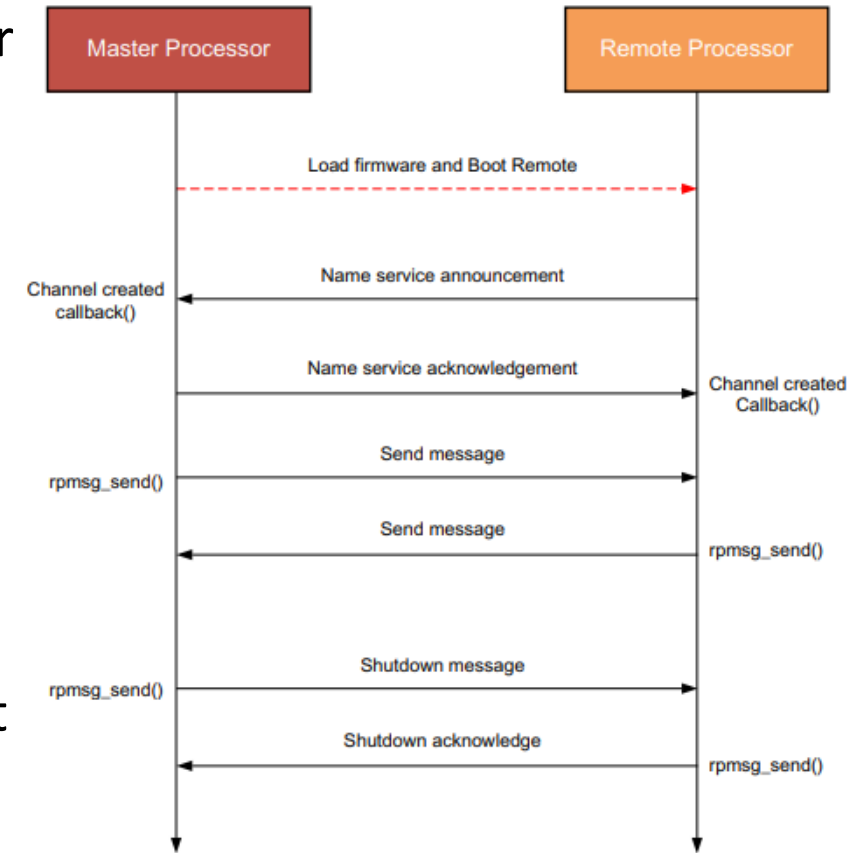 r
Master Processor
Remote Processor
Load firmware and Boot Remote
Name service announcement
Channel created
callback()
Name service acknowledgement
Channel created
Callback()
Send message
rpmsg_send()
Send message
rpmsg_send()
Shutdown message
rpmsg_send()
t
Shutdown acknowledge
rpmsg_send()